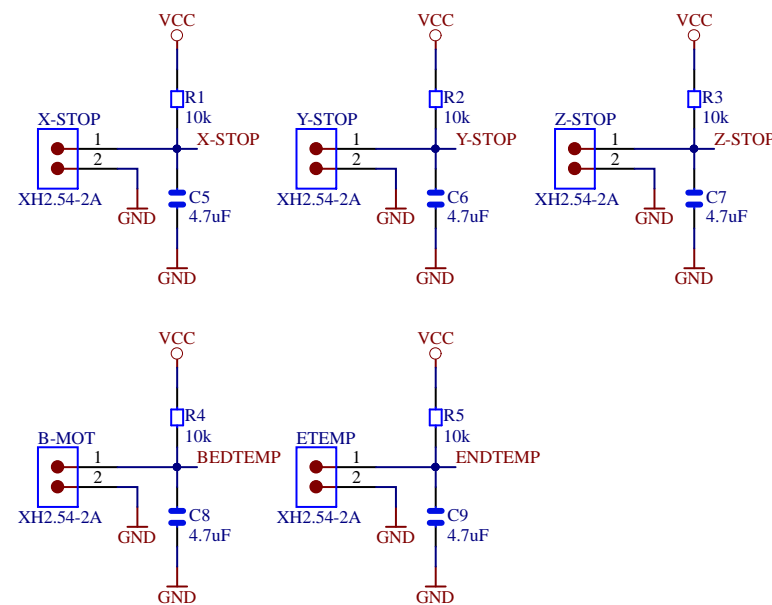 VCC
R1
10k
X-STOP
1
2
X-STOP
XH2.54-2A
GND
C5
4.7uF
GND
VCC
R2
10k
Y-STOP
1
2
Y-STOP
XH2.54-2A
GND
C6
4.7uF
GND
VCC
R3
10k
Z-STOP
1
2
Z-STOP
XH2.54-2A
GND
C7
4.7uF
GND
VCC
R4
10k
B-MOT
1
2
BEDTEMP
XH2.54-2A
GND
C8
4.7uF
GND
VCC
R5
10k
ETEMP
1
2
ENDTEMP
XH2.54-2A
GND
C9
4.7uF
GND